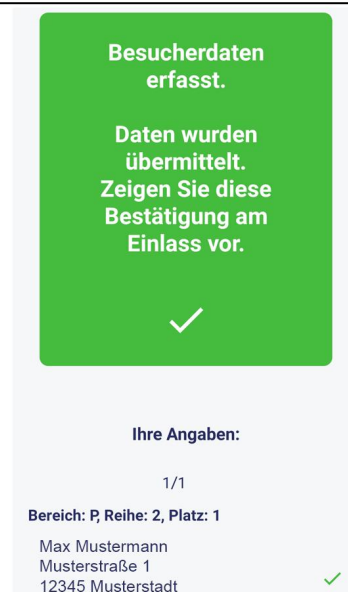 Besucherdaten
erfasst.
Daten wurden
übermittelt.
Zeigen Sie diese
Bestätigung am
Einlass vor.
Ihre Angaben:
1/1
Bereich: P, Reihe: 2, Platz: 1
Max Mustermann
Musterstraße 1
12345 Musterstadt